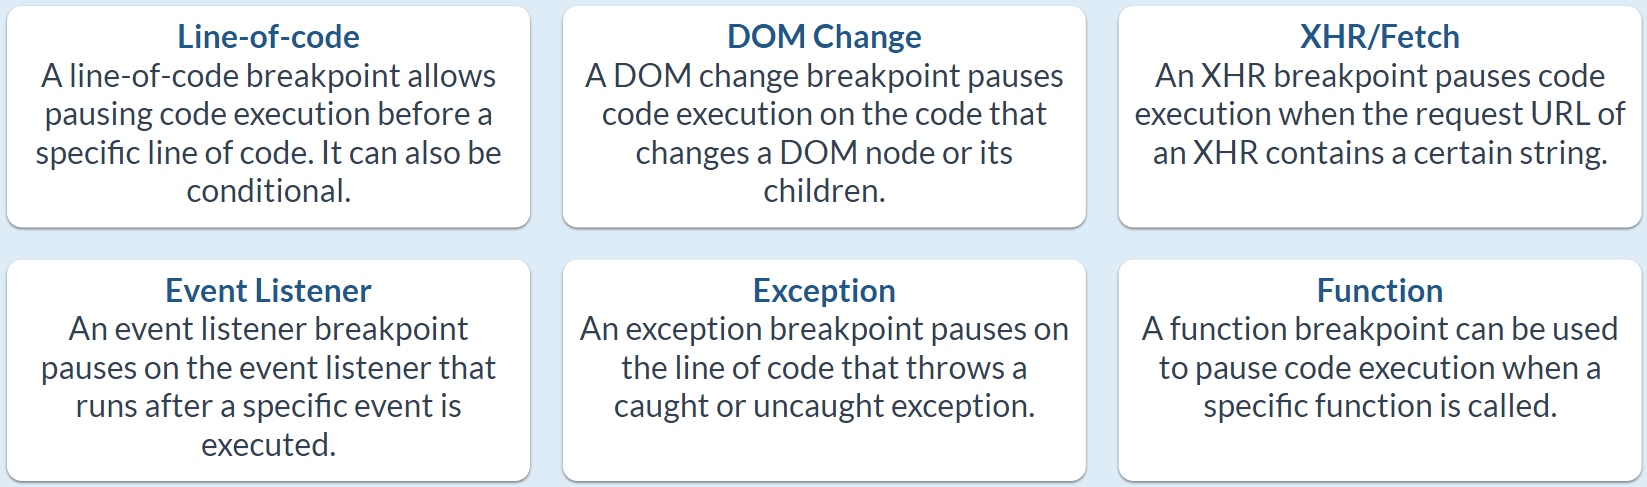 Line-of-code
A line-of-code breakpoint allows
pausing code execution before a
specific line of code. It can also be
conditional.
DOM Change
A DOM change breakpoint pauses
code execution on the code that
changes a DOM node or its
children.
XHR/Fetch
An XHR breakpoint pauses code
execution when the request URL of
an XHR contains a certain string.
Event Listener
An event listener breakpoint
pauses on the event listener that
runs after a specific event is
executed.
Exception
An exception breakpoint pauses on
the line of code that throws a
caught or uncaught exception.
Function
A function breakpoint can be used
to pause code execution when a
specific function is called.